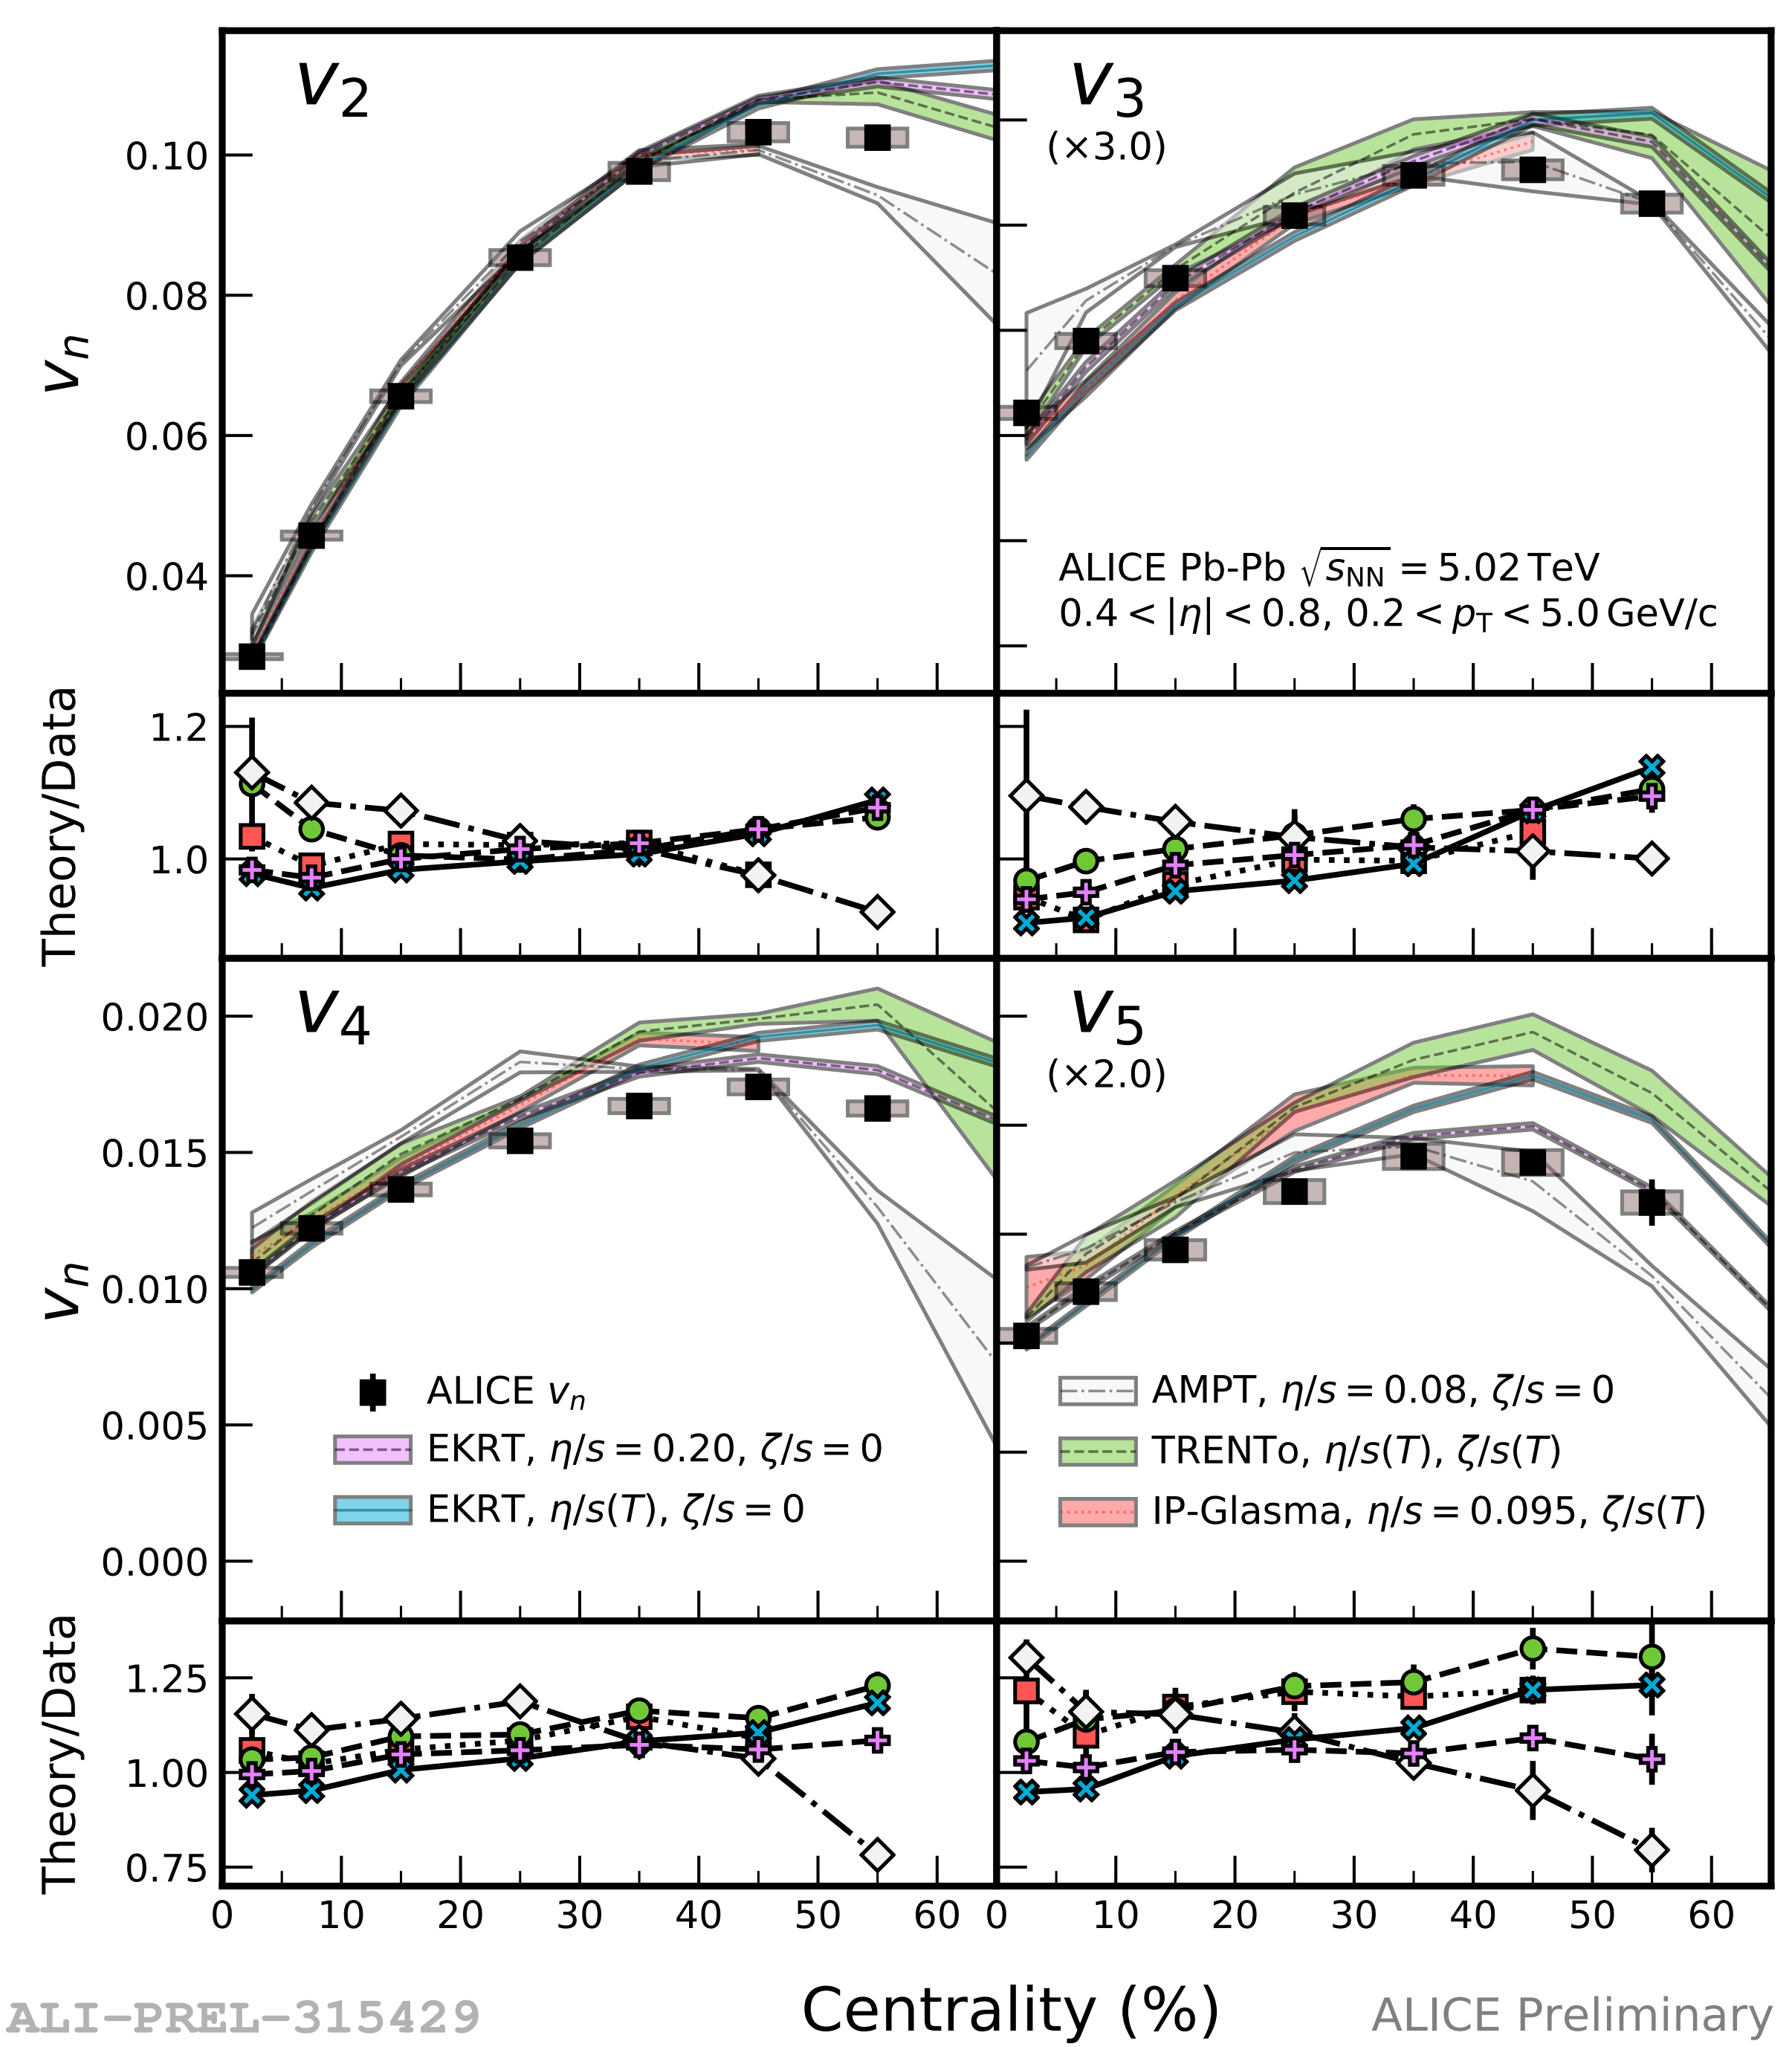 v2
v3
(×3.0)
0.10
0.08
0.06
0.04
vn
ALICE Pb-Pb √sNN = 5.02 TeV
0.4 < |η| < 0.8, 0.2 < pT < 5.0 GeV/c
1.2
1.0
Theory/Data
v4
v5
(×2.0)
0.020
0.015
0.010
0.005
0.000
vn
ALICE vn
EKRT, η/s = 0.20, ζ/s = 0
EKRT, η/s(T), ζ/s = 0
AMPT, η/s = 0.08, ζ/s = 0
TRENTo, η/s(T), ζ/s(T)
IP-Glasma, η/s = 0.095, ζ/s(T)
1.25
1.00
0.75
Theory/Data
0 10 20 30 40 50 60 0 10 20 30 40 50 60
Centrality (%)
ALI-PREL-315429
ALICE Preliminary